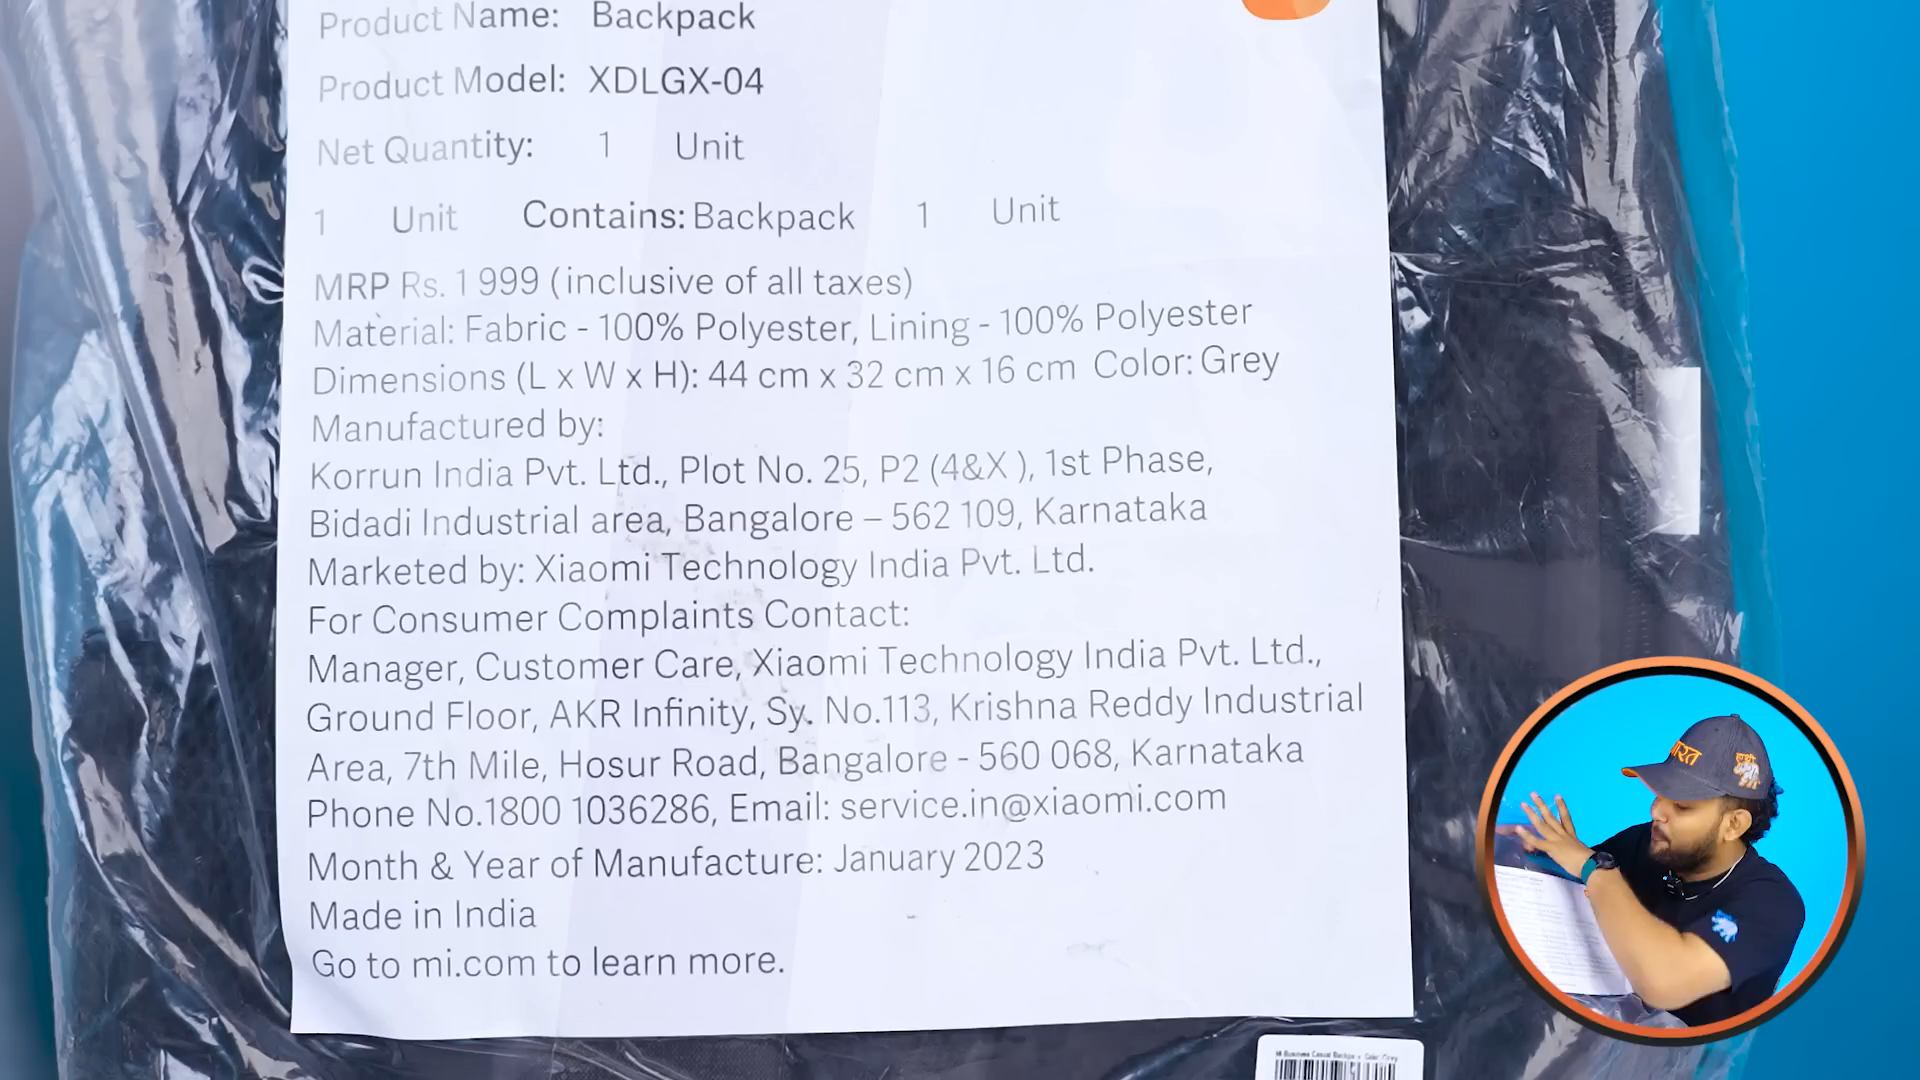 Product Name: Backpack
Product Model: XDLGX-04
Net Quantity: 1 Unit
1 Unit Contains: Backpack 1 Unit
MRP Rs. 1 999 (inclusive of all taxes)
Material: Fabric - 100% Polyester, Lining - 100% Polyester
Dimensions (L x W x H): 44 cm x 32 cm x 16 cm Color: Grey
Manufactured by:
Korrun India Pvt. Ltd., Plot No. 25, P2 (4&X ), 1st Phase,
Bidadi Industrial area, Bangalore – 562 109, Karnataka
Marketed by: Xiaomi Technology India Pvt. Ltd.
For Consumer Complaints Contact:
Manager, Customer Care, Xiaomi Technology India Pvt. Ltd.,
Ground Floor, AKR Infinity, Sy. No.113, Krishna Reddy Industrial
Area, 7th Mile, Hosur Road, Bangalore - 560 068, Karnataka
Phone No.1800 1036286, Email: service.in@xiaomi.com
Month & Year of Manufacture: January 2023
Made in India
Go to mi.com to learn more.
Mi Business Casual Backpa